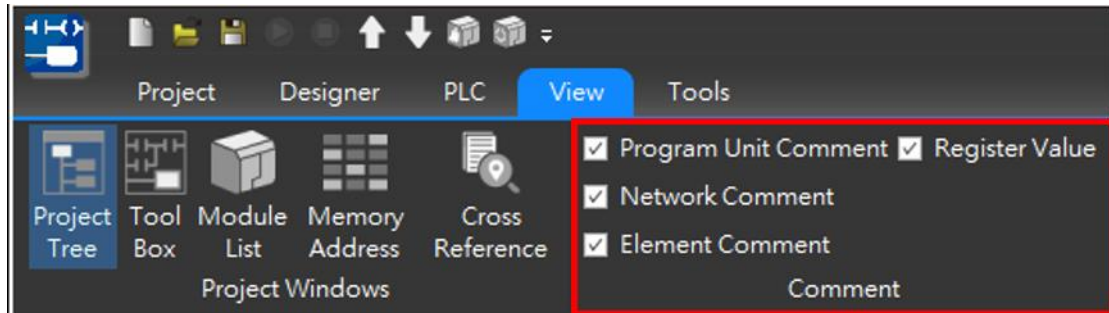 Project Designer PLC View Tools
Program Unit Comment Register Value
Network Comment
Element Comment
Project Tree
Tool Box
Module List
Memory Address
Cross Reference
Project Windows
Comment